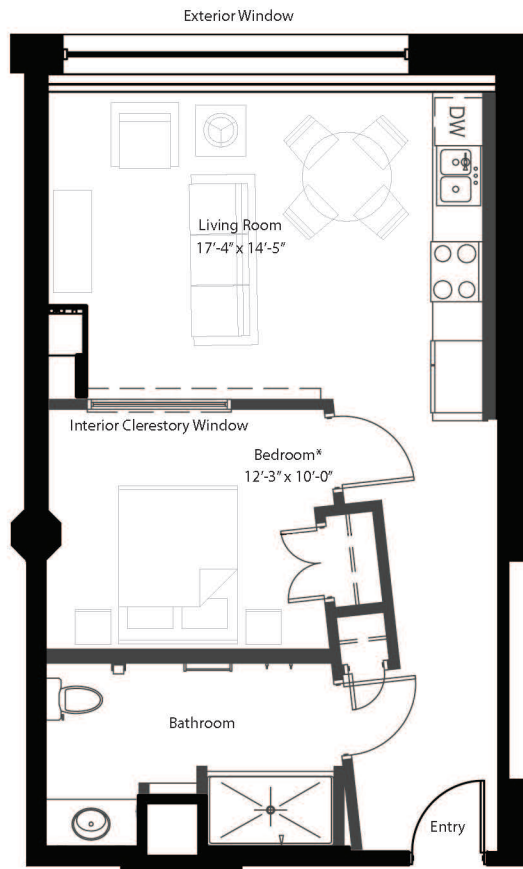 Exterior Window
DW
Living Room
17'-4" x 14'-5"
Interior Clerestory Window
Bedroom*
12'-3" x 10'-0"
Bathroom
Entry